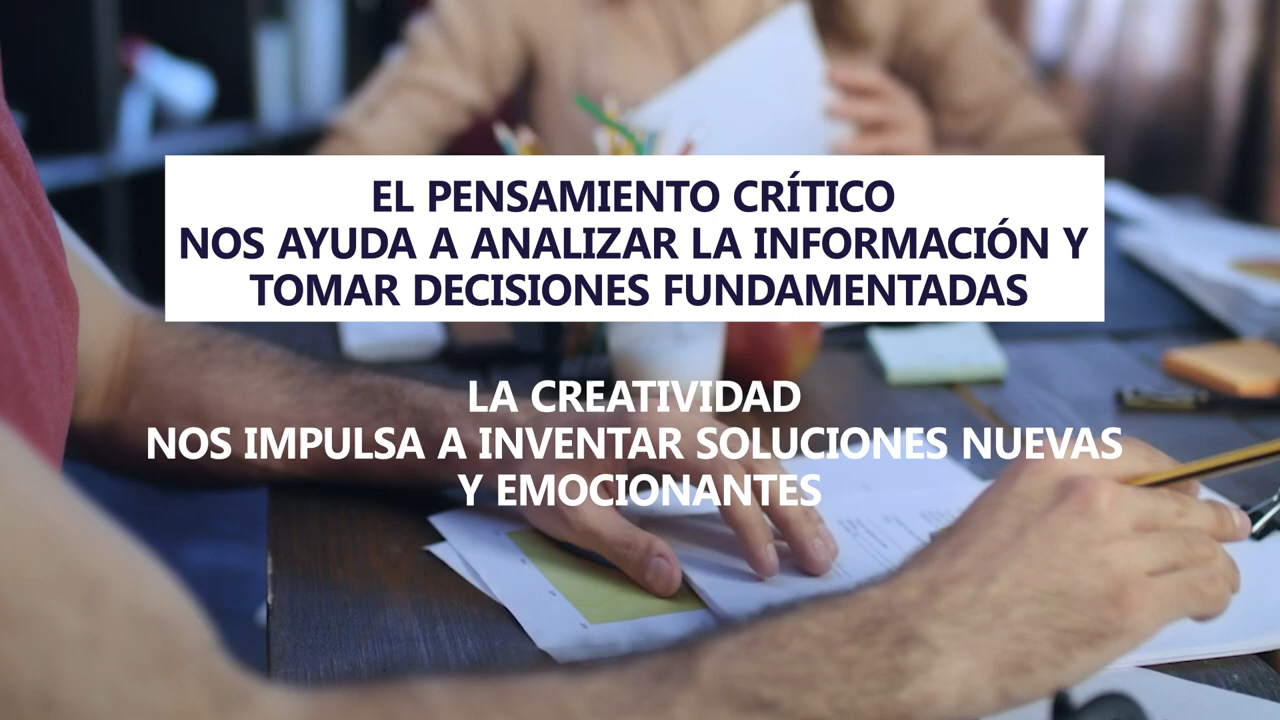 EL PENSAMIENTO CRÍTICO
NOS AYUDA A ANALIZAR LA INFORMACIÓN Y
TOMAR DECISIONES FUNDAMENTADAS
LA CREATIVIDAD
NOS IMPULSA A INVENTAR SOLUCIONES NUEVAS
Y EMOCIONANTES